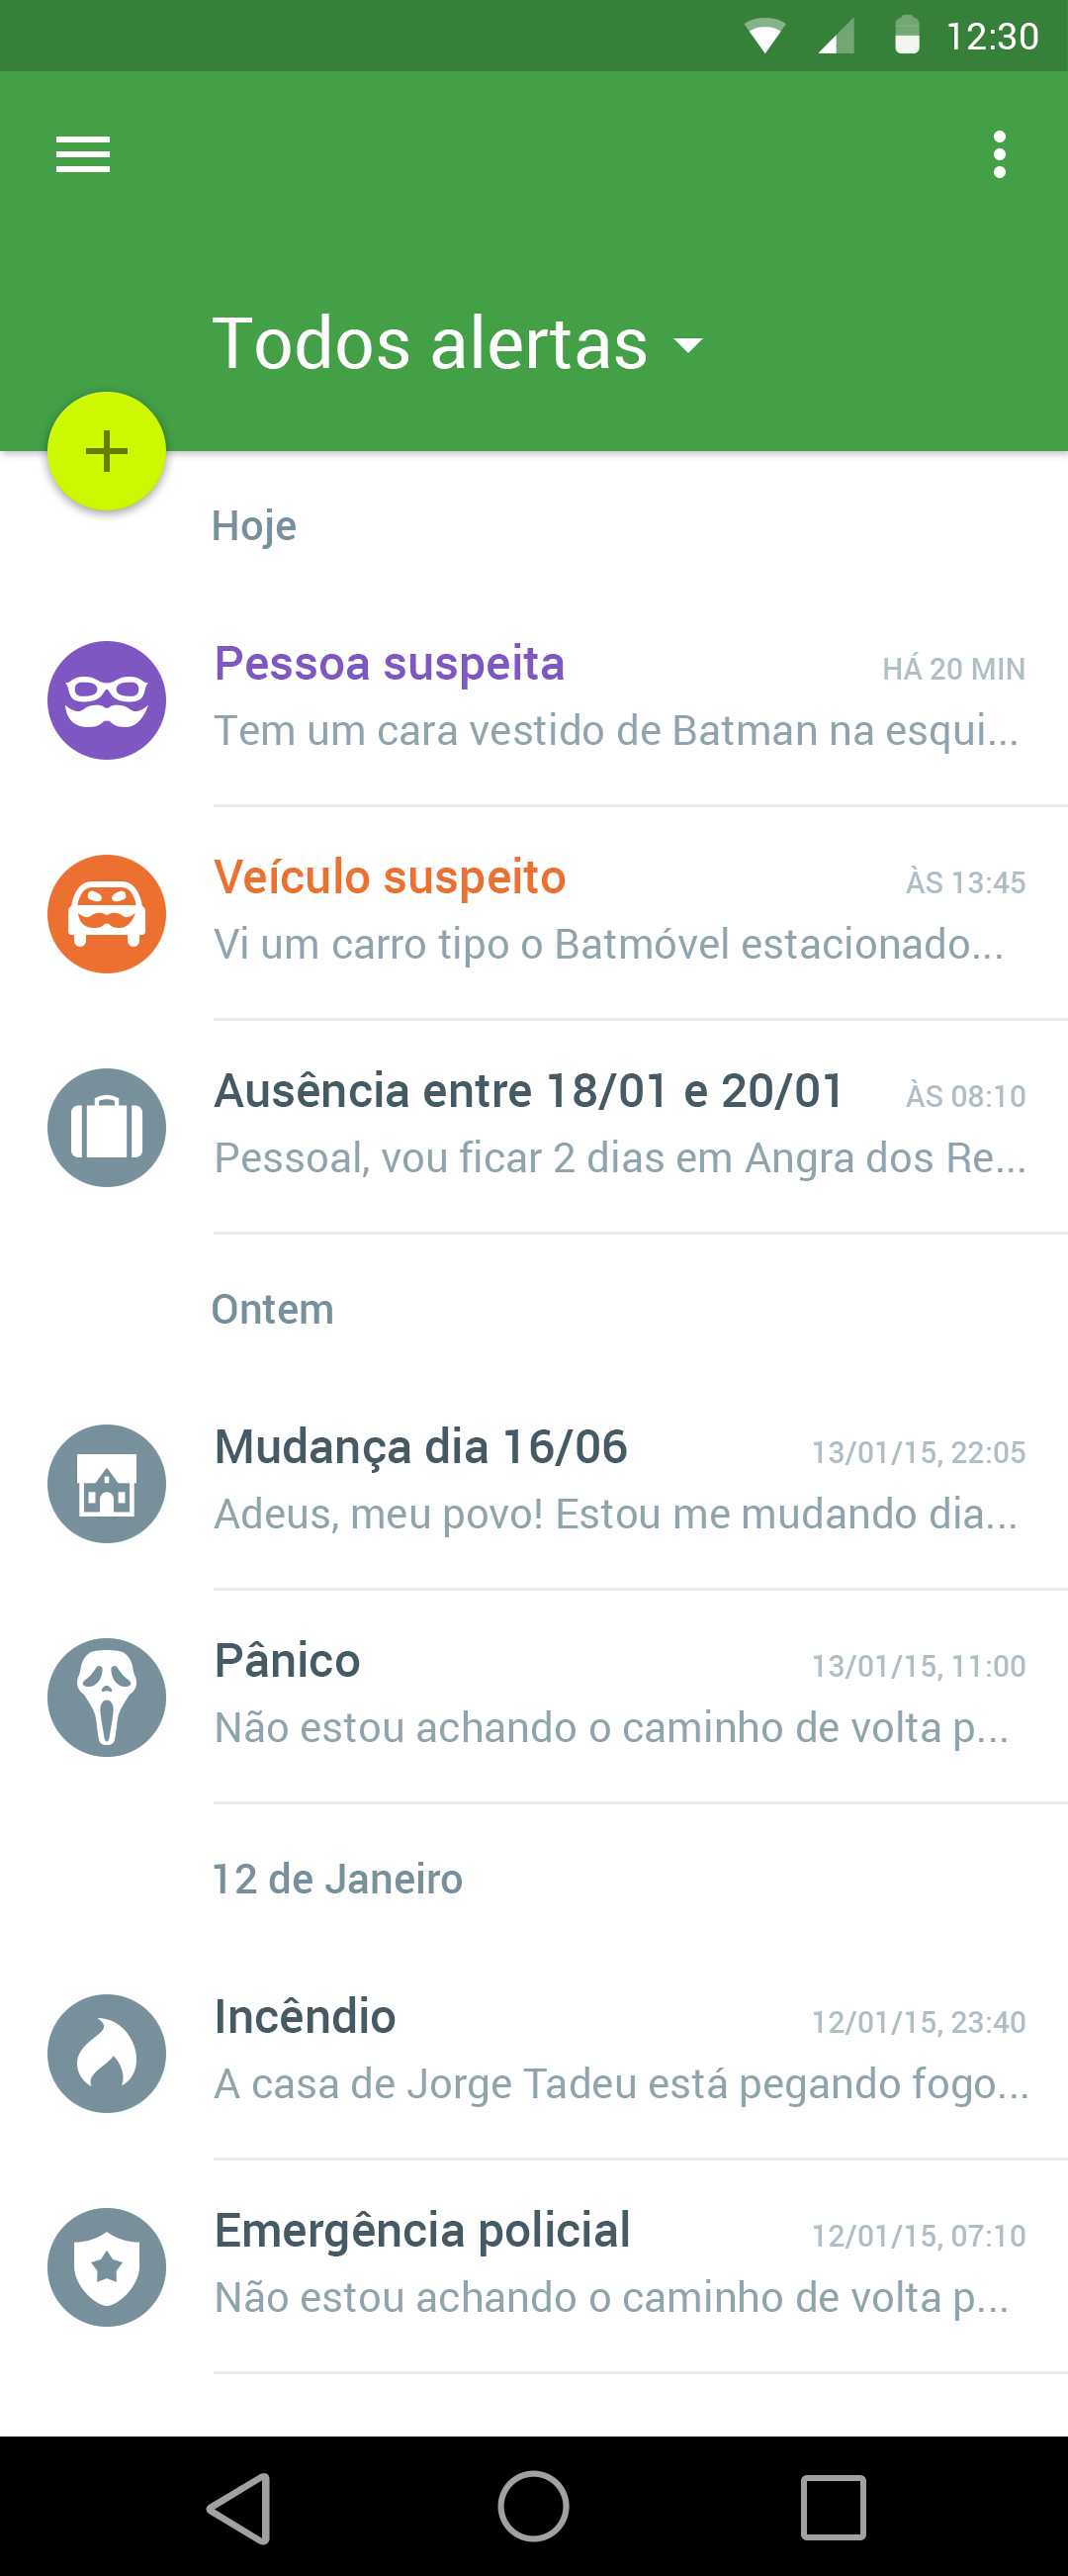 12:30
Todos alertas
Hoje
Pessoa suspeita HÁ 20 MIN
Tem um cara vestido de Batman na esqui...
Veículo suspeito ÀS 13:45
Vi um carro tipo o Batmóvel estacionado...
Ausência entre 18/01 e 20/01 ÀS 08:10
Pessoal, vou ficar 2 dias em Angra dos Re...
Ontem
Mudança dia 16/06 13/01/15, 22:05
Adeus, meu povo! Estou me mudando dia...
Pânico 13/01/15, 11:00
Não estou achando o caminho de volta p...
12 de Janeiro
Incêndio 12/01/15, 23:40
A casa de Jorge Tadeu está pegando fogo...
Emergência policial 12/01/15, 07:10
Não estou achando o caminho de volta p...